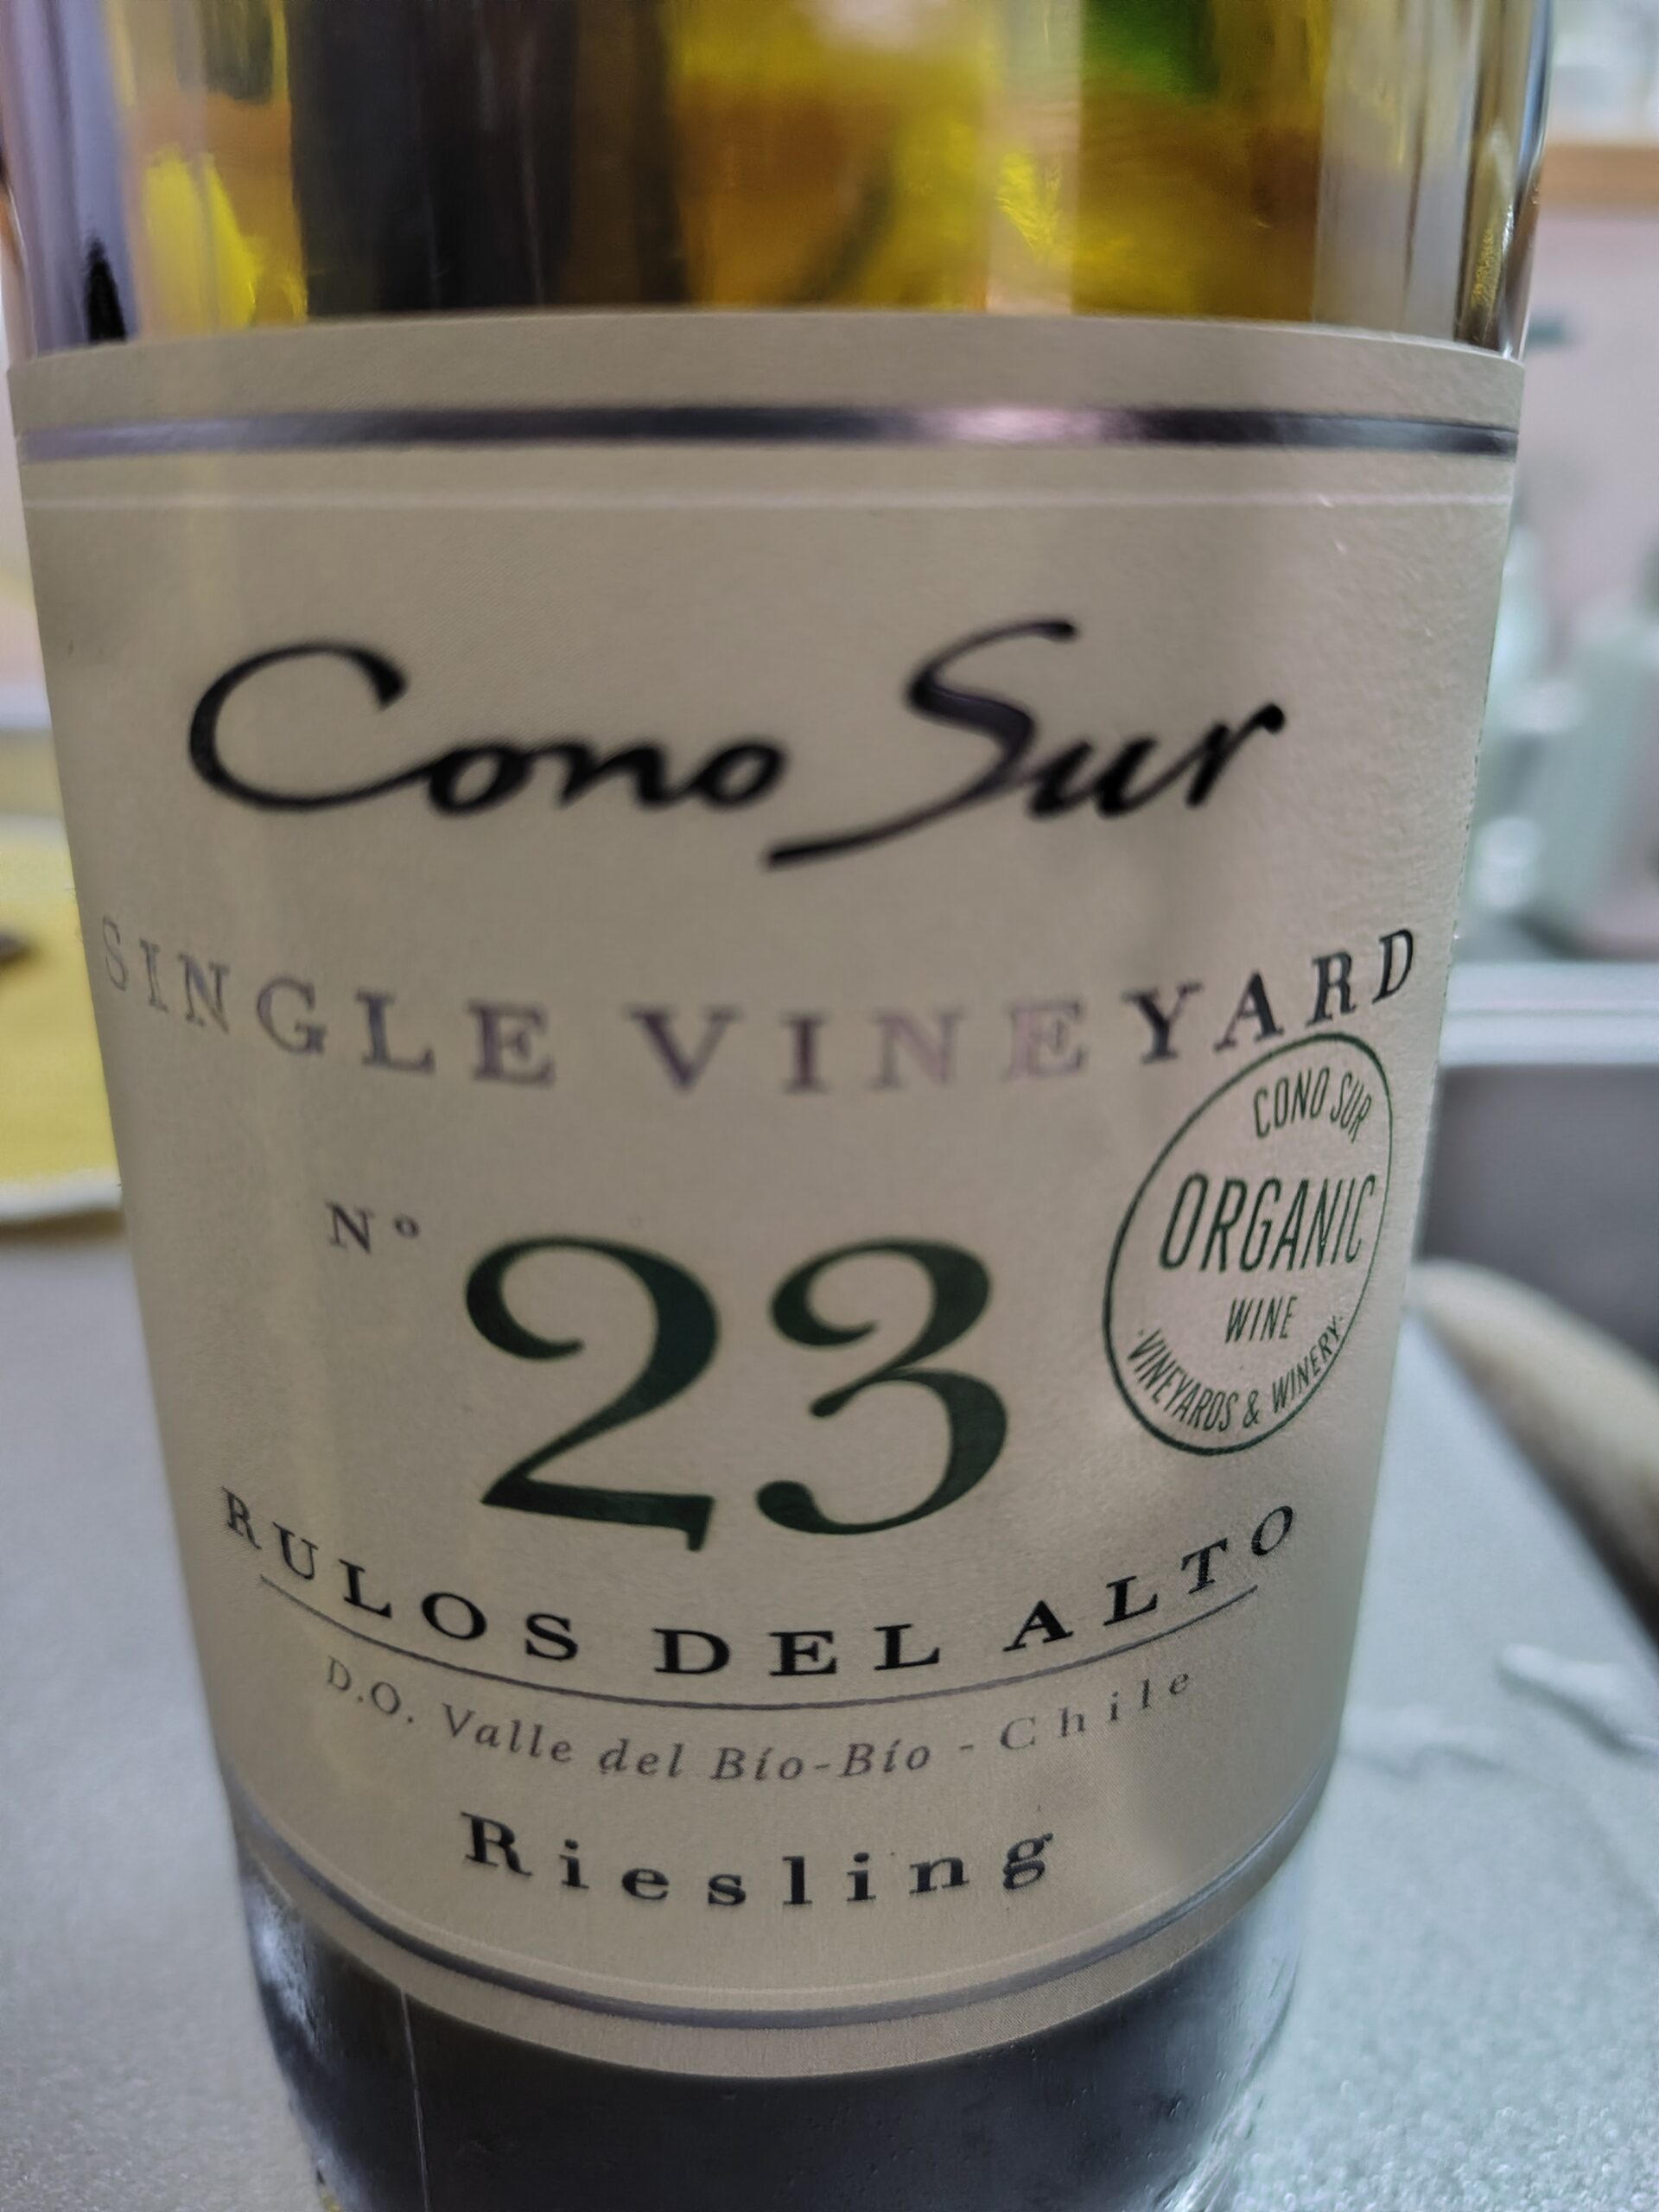 Cono Sur
SINGLE VINEYARD
Nº 23
CONO SUR
ORGANIC
WINE
·VINEYARDS & WINERY·
RULOS DEL ALTO
D.O. Valle del Bío-Bío - Chile
Riesling